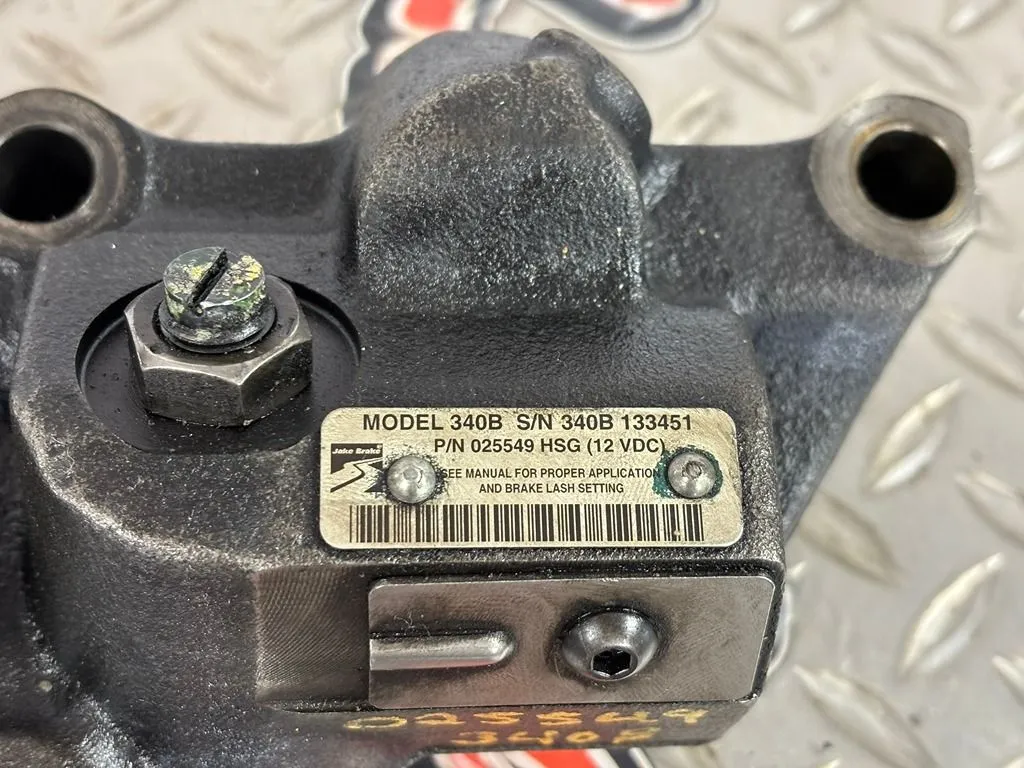 MODEL 340B S/N 340B 133451
P/N 025549 HSG (12 VDC)
Jake Brake
SEE MANUAL FOR PROPER APPLICATION
AND BRAKE LASH SETTING
025549
340B